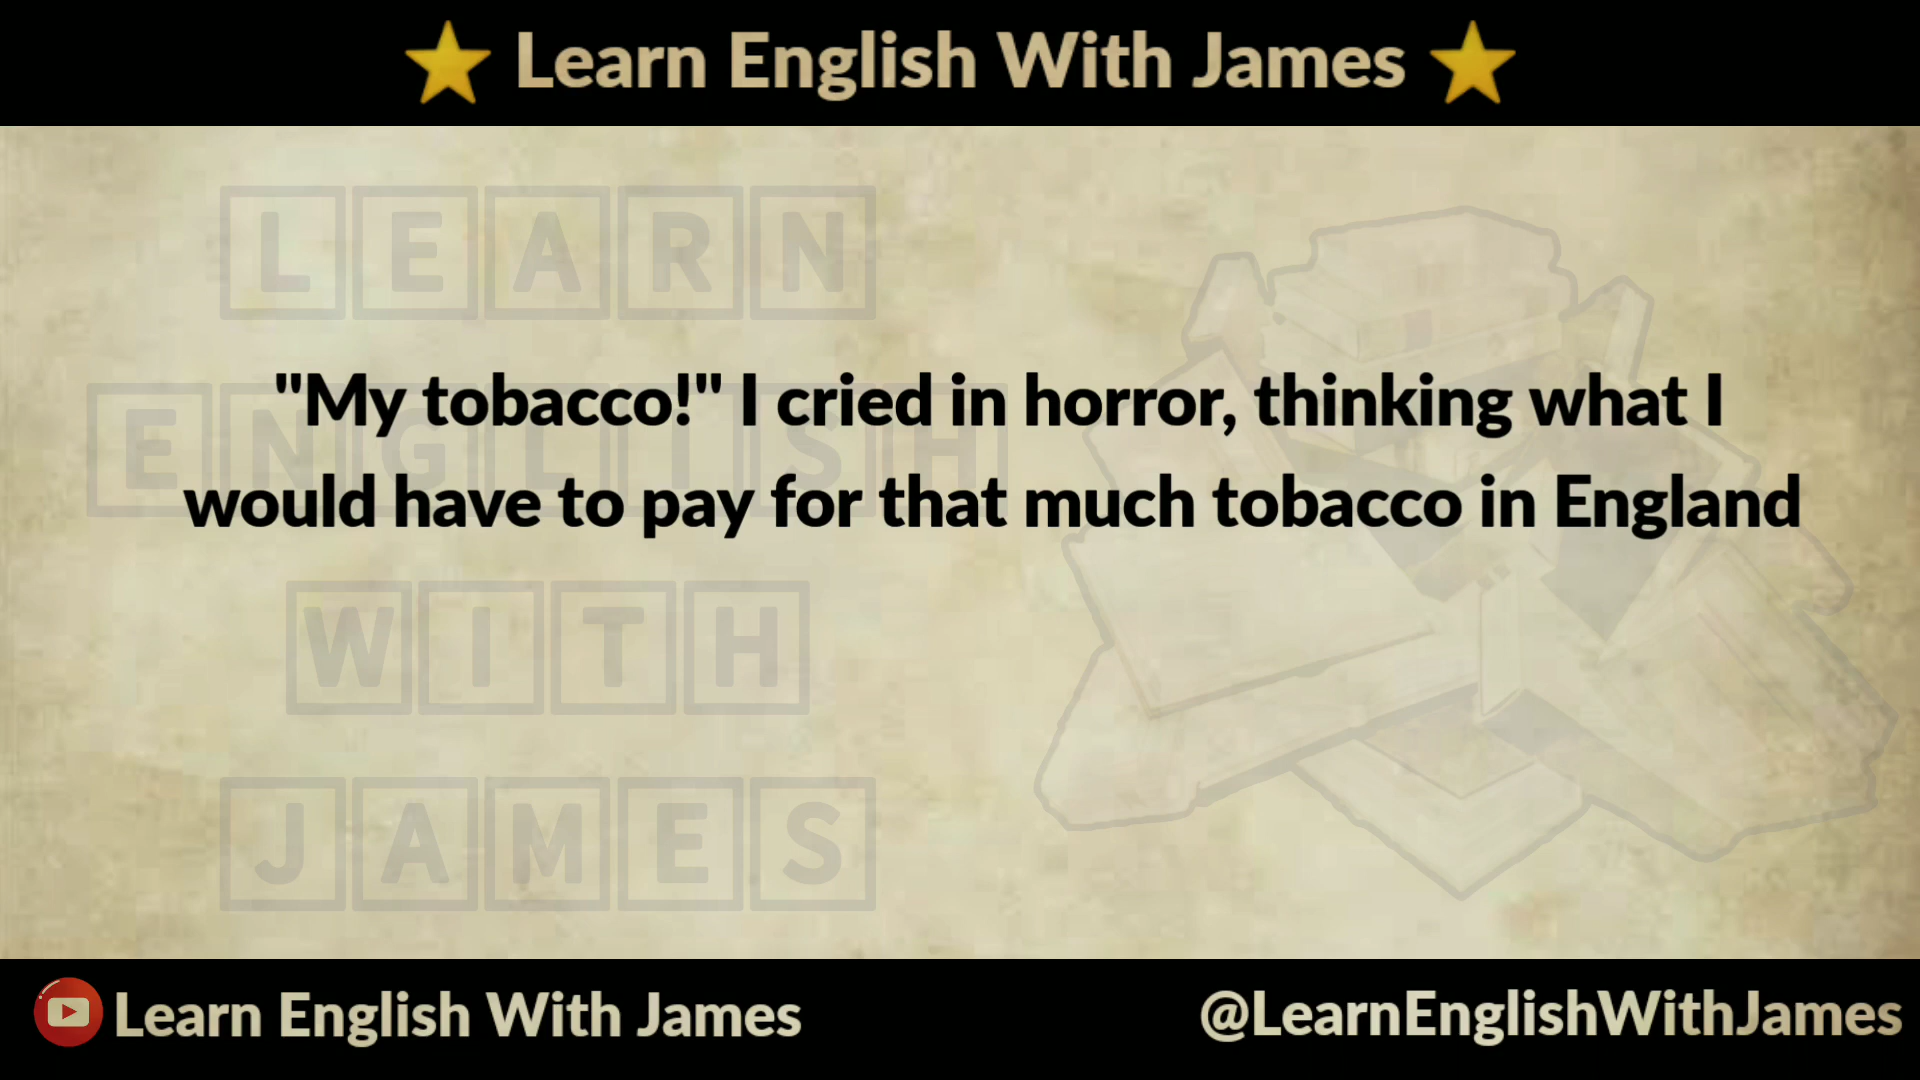 Learn English With James
LEARN
"My tobacco!" I cried in horror, thinking what I
ENGLISH
would have to pay for that much tobacco in England
WITH
JAMES
Learn English With James
@LearnEnglishWithJames